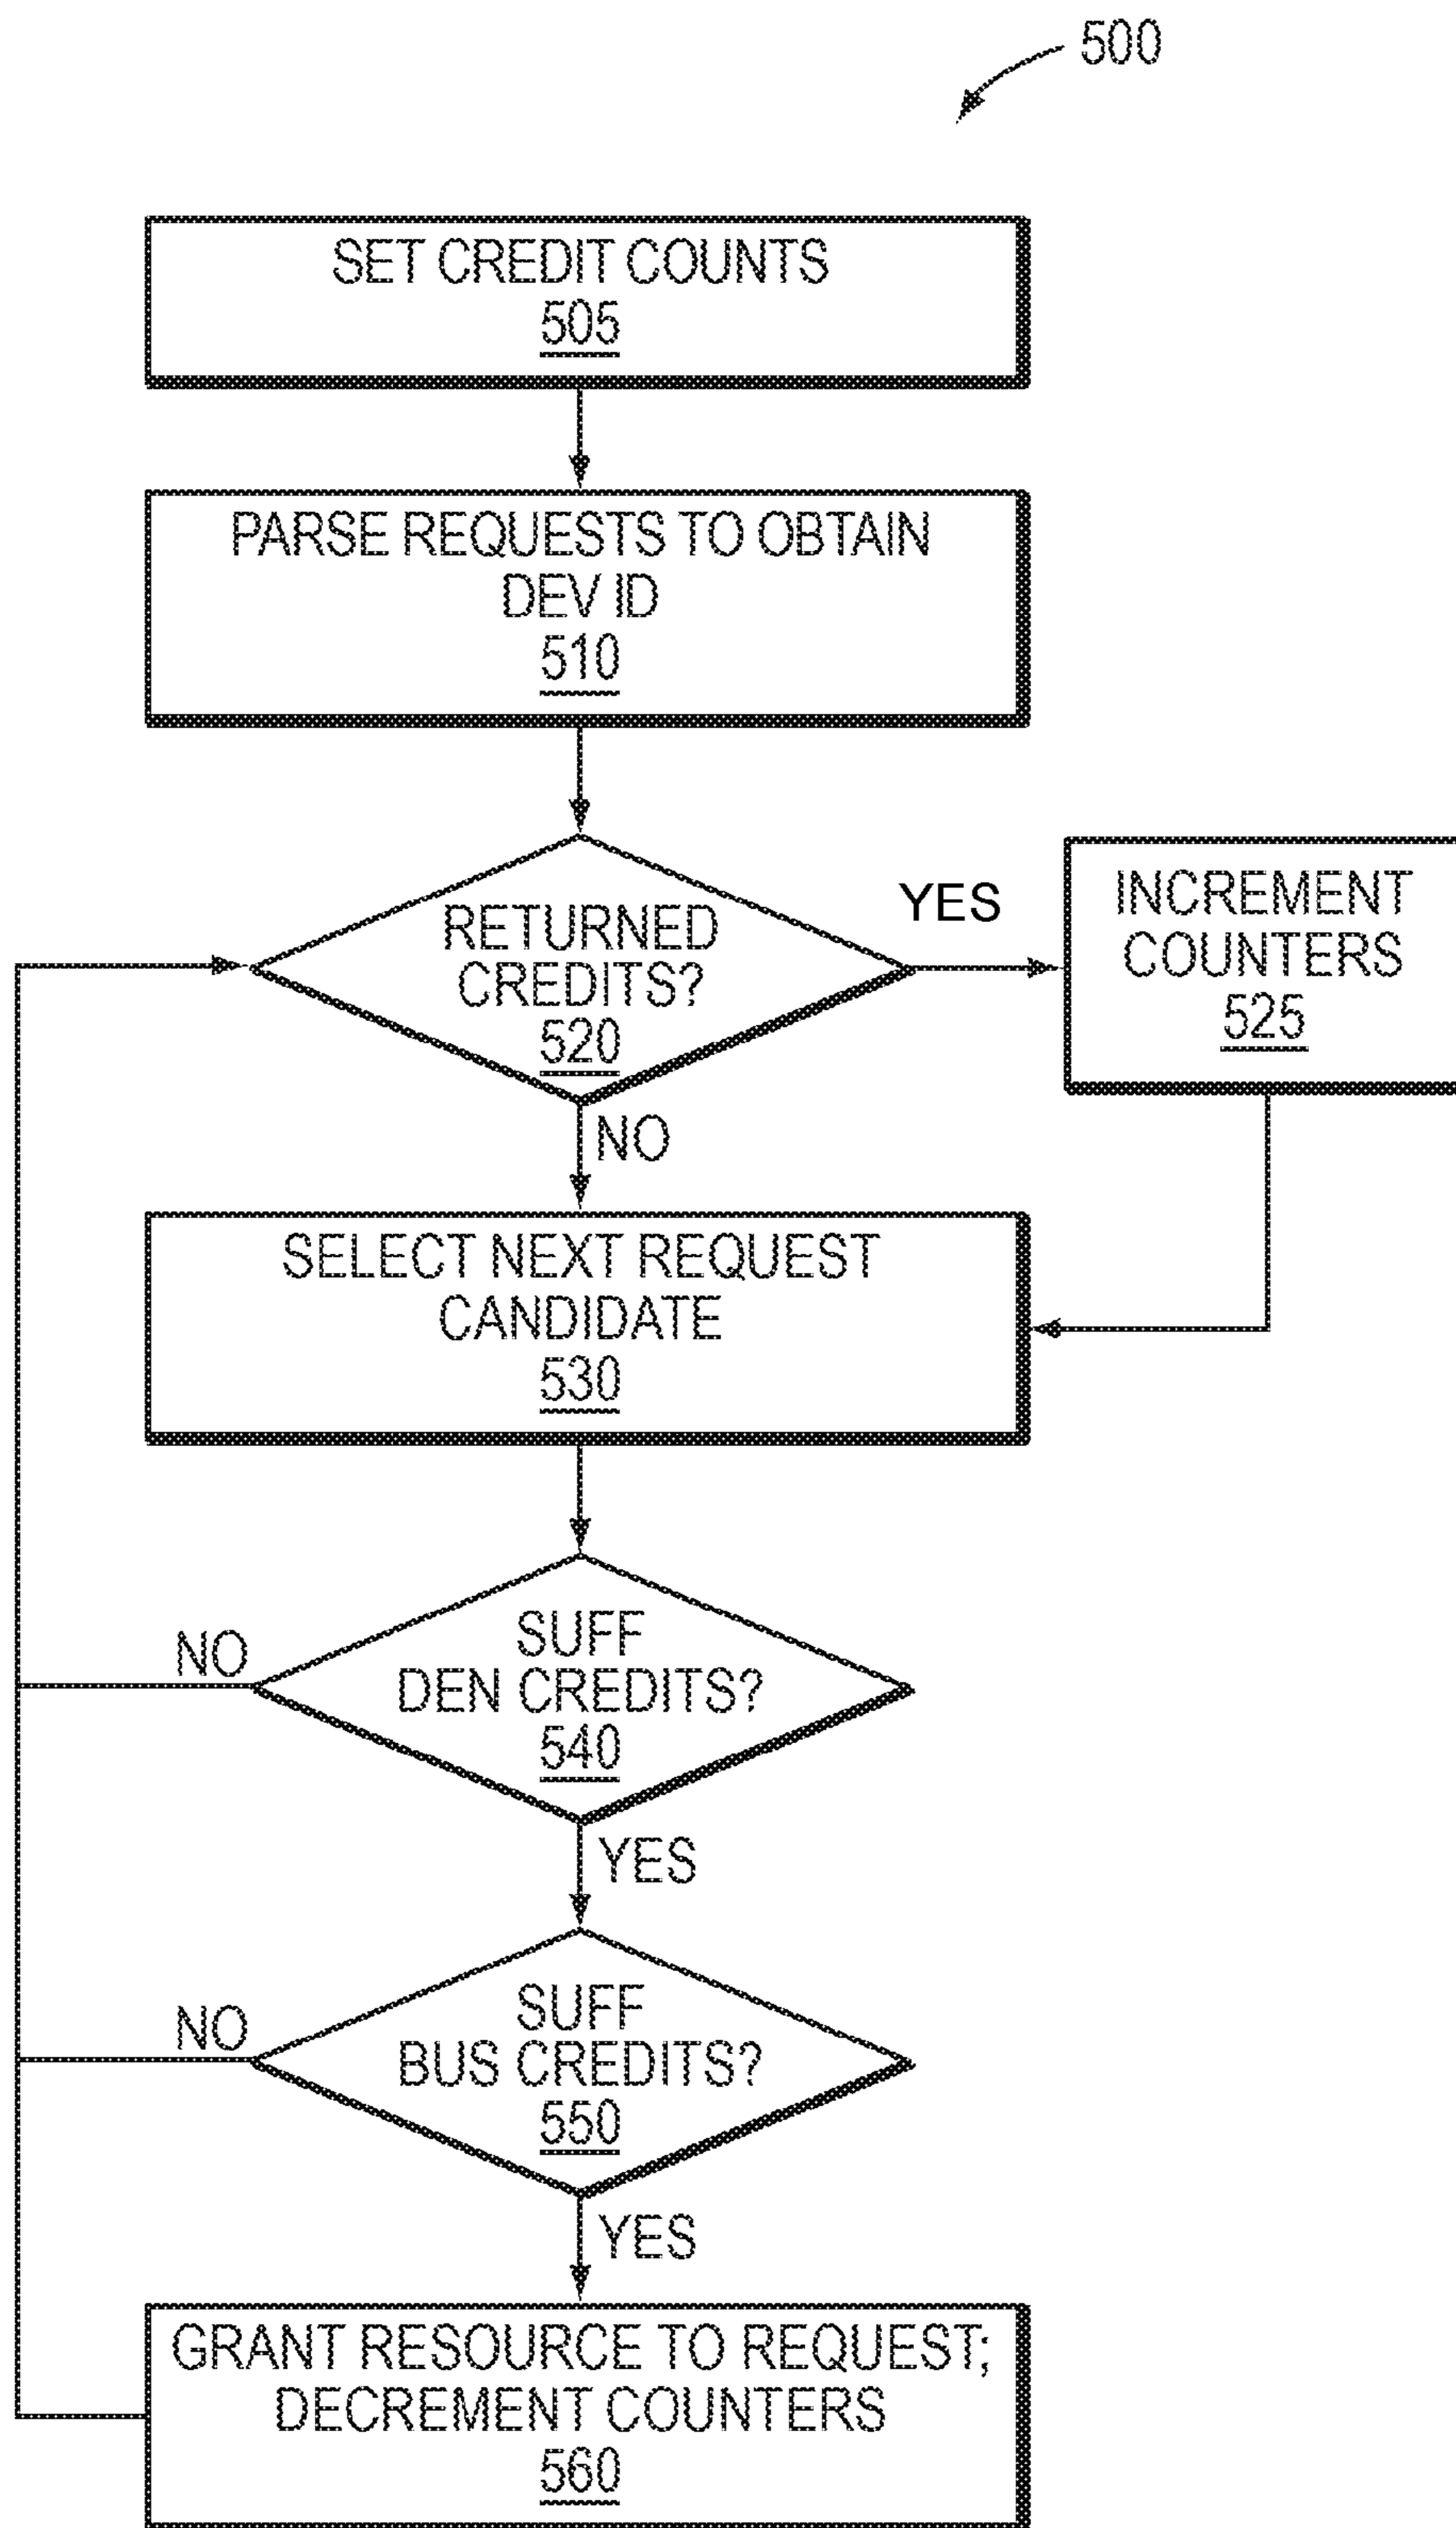 500
SET CREDIT COUNTS
505
PARSE REQUESTS TO OBTAIN
DEV ID
510
RETURNED
CREDITS?
520
YES
INCREMENT
COUNTERS
525
NO
SELECT NEXT REQUEST
CANDIDATE
530
SUFF
DEN CREDITS?
540
NO
YES
SUFF
BUS CREDITS?
550
NO
YES
GRANT RESOURCE TO REQUEST;
DECREMENT COUNTERS
560